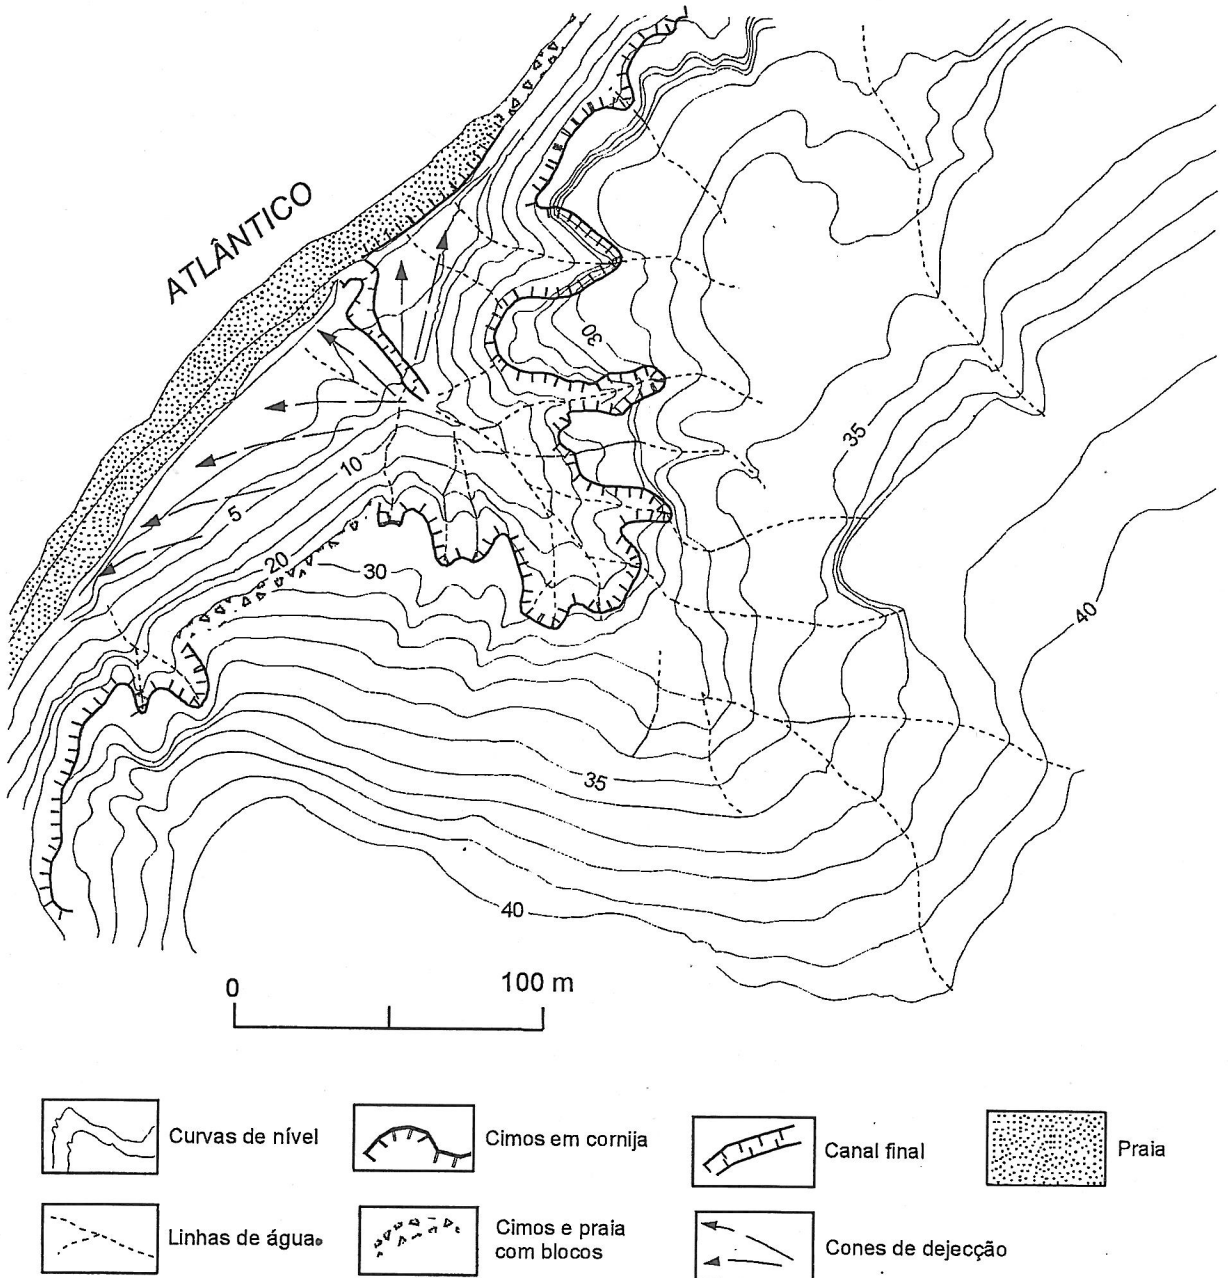 ATLÂNTICO
30
35
10
5
20
30
40
35
40
0
100 m
Curvas de nível
Cimos em cornija
Canal final
Praia
Linhas de água
Cimos e praia
com blocos
Cones de dejecção